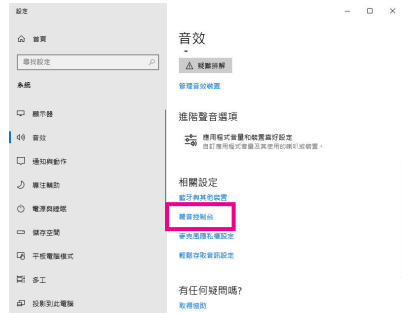 設定
首頁
尋找設定
系統
顯示器
音效
通知與動作
專注輔助
電源與睡眠
儲存空間
平板電腦模式
多工
投影到此電腦
音效
疑難排解
管理音效裝置
進階聲音選項
應用程式音量和裝置喜好設定
自訂應用程式音量及其使用的喇叭或裝置。
相關設定
藍牙與其他裝置
聲音控制台
麥克風隱私權設定
輕鬆存取音訊設定
有任何疑問嗎?
取得協助